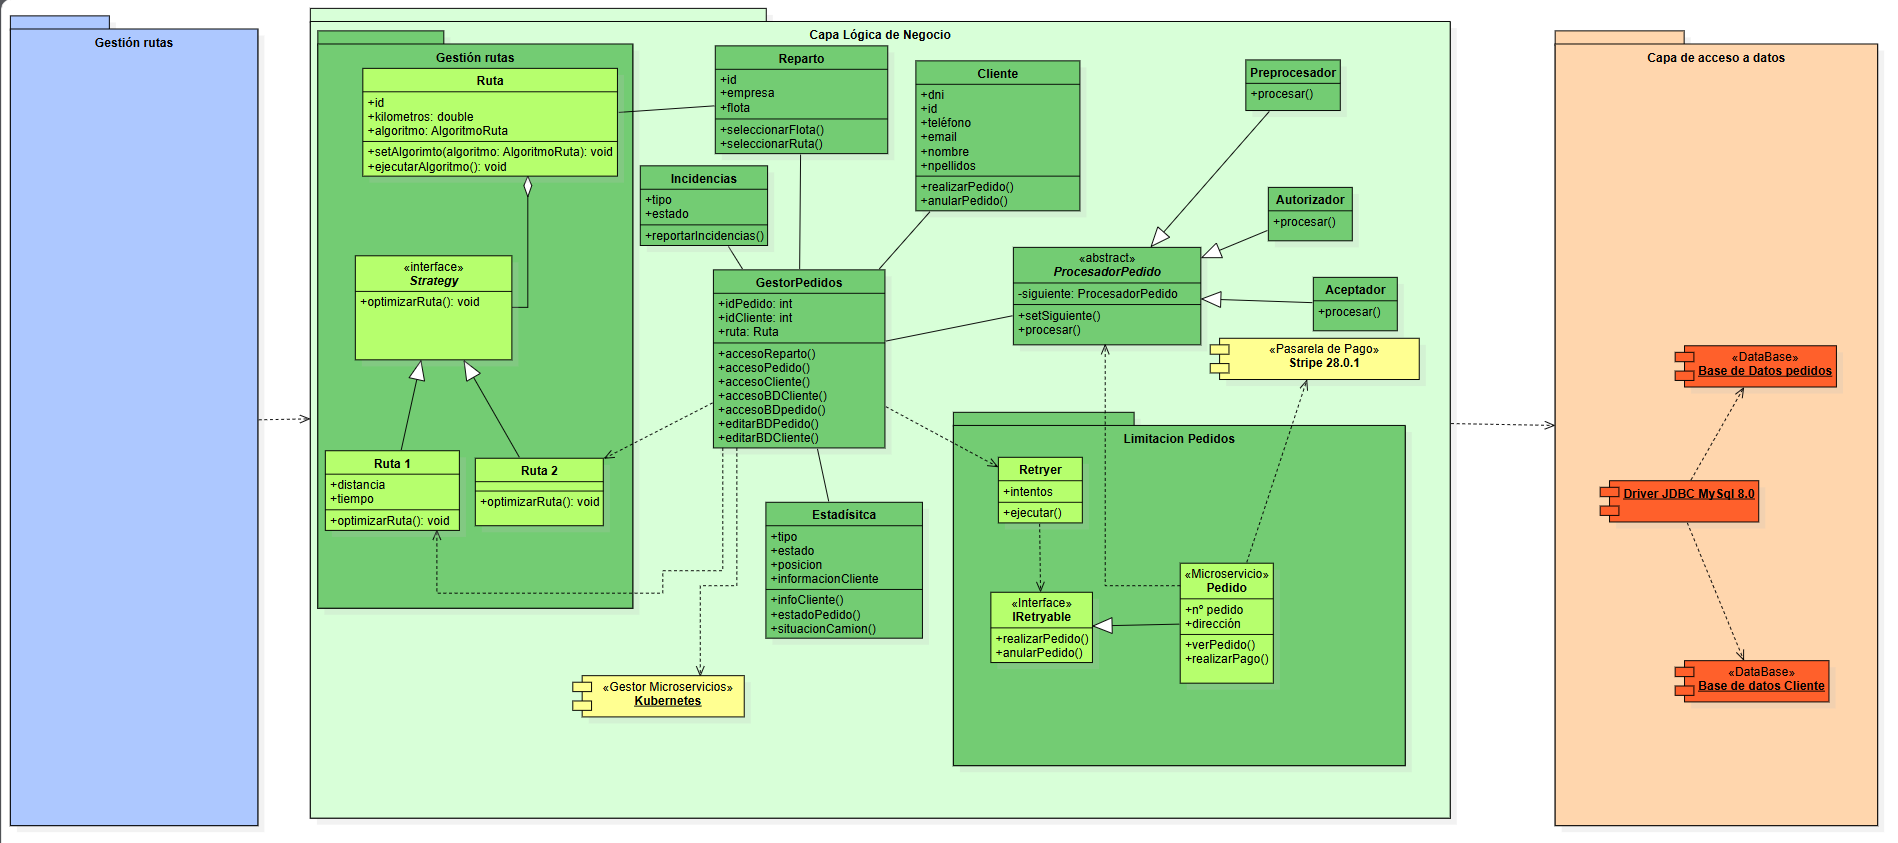 Gestión rutas
Capa Lógica de Negocio
Gestión rutas
Ruta
+id
+kilometros: double
+algoritmo: AlgoritmoRuta
+setAlgorimto(algoritmo: AlgoritmoRuta): void
+ejecutarAlgoritmo(): void
«interface»
Strategy
+optimizarRuta(): void
Ruta 1
+distancia
+tiempo
+optimizarRuta(): void
Ruta 2
+optimizarRuta(): void
Reparto
+id
+empresa
+flota
+seleccionarFlota()
+seleccionarRuta()
Incidencias
+tipo
+estado
+reportarIncidencias()
Cliente
+dni
+id
+teléfono
+email
+nombre
+npellidos
+realizarPedido()
+anularPedido()
GestorPedidos
+idPedido: int
+idCliente: int
+ruta: Ruta
+accesoReparto()
+accesoPedido()
+accesoCliente()
+accesoBDCliente()
+accesoBDpedido()
+editarBDPedido()
+editarBDCliente()
Estadísitca
+tipo
+estado
+posicion
+informacionCliente
+infoCliente()
+estadoPedido()
+situacionCamion()
«Gestor Microservicios»
Kubernetes
Preprocesador
+procesar()
Autorizador
+procesar()
«abstract»
ProcesadorPedido
-siguiente: ProcesadorPedido
+setSiguiente()
+procesar()
Aceptador
+procesar()
«Pasarela de Pago»
Stripe 28.0.1
Limitacion Pedidos
Retryer
+intentos
+ejecutar()
«Interface»
IRetryable
+realizarPedido()
+anularPedido()
«Microservicio»
Pedido
+nº pedido
+dirección
+verPedido()
+realizarPago()
Capa de acceso a datos
«DataBase»
Base de Datos pedidos
Driver JDBC MySql 8.0
«DataBase»
Base de datos Cliente